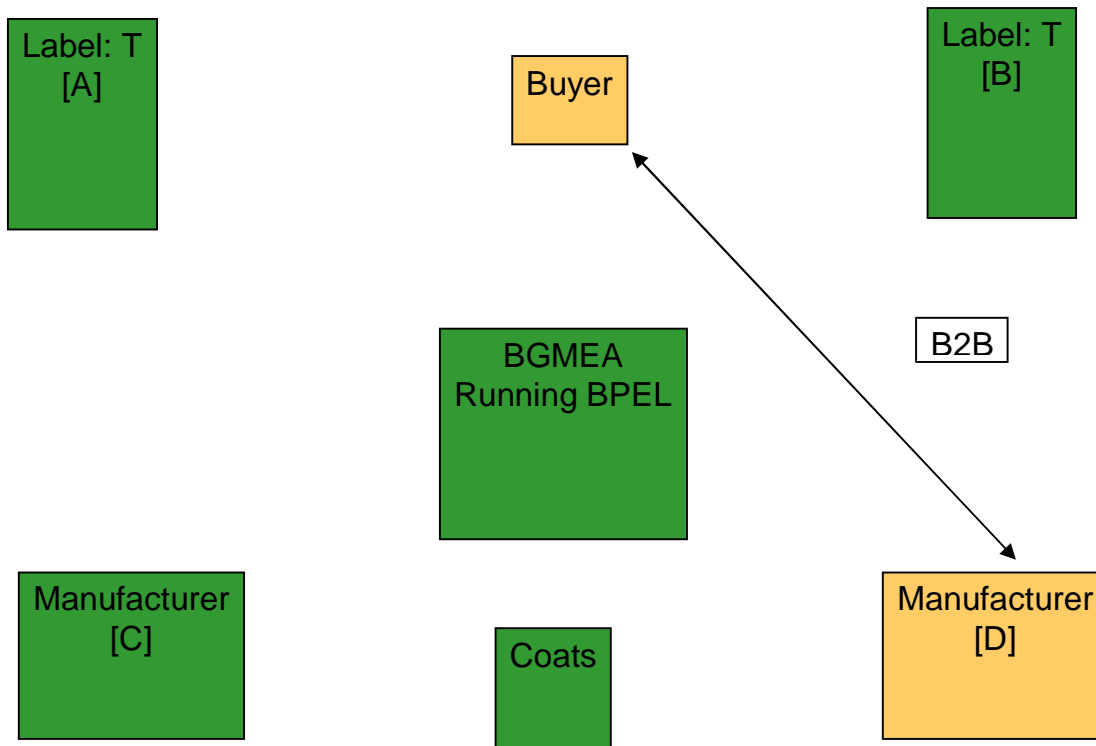 Label: T
[A]
Buyer
Label: T
[B]
BGMEA
Running BPEL
B2B
Manufacturer
[C]
Coats
Manufacturer
[D]